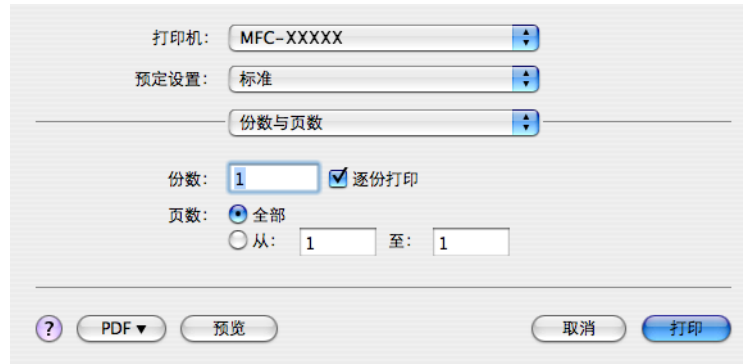 打印机: MFC-XXXXX
预定设置: 标准
份数与页数
份数: 1 逐份打印
页数: 全部
从: 1 至: 1
? PDF▼ 预览 取消 打印